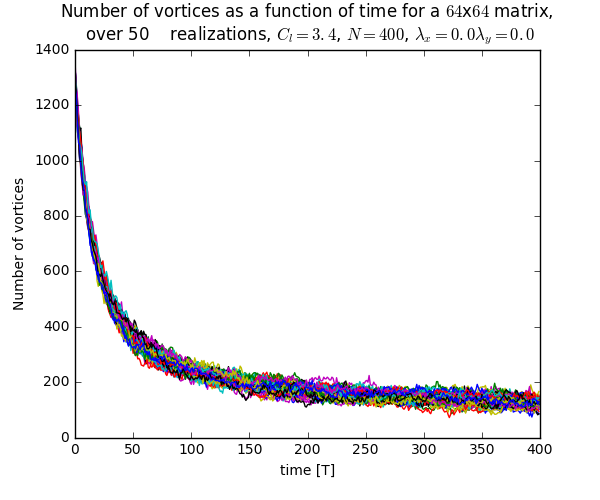 Number of vortices as a function of time for a 64x64 matrix,
over 50 realizations, C_l = 3.4, N = 400, λ_x = 0.0λ_y = 0.0
1400
1200
1000
800
600
400
200
0
Number of vortices
0 50 100 150 200 250 300 350 400
time [T]